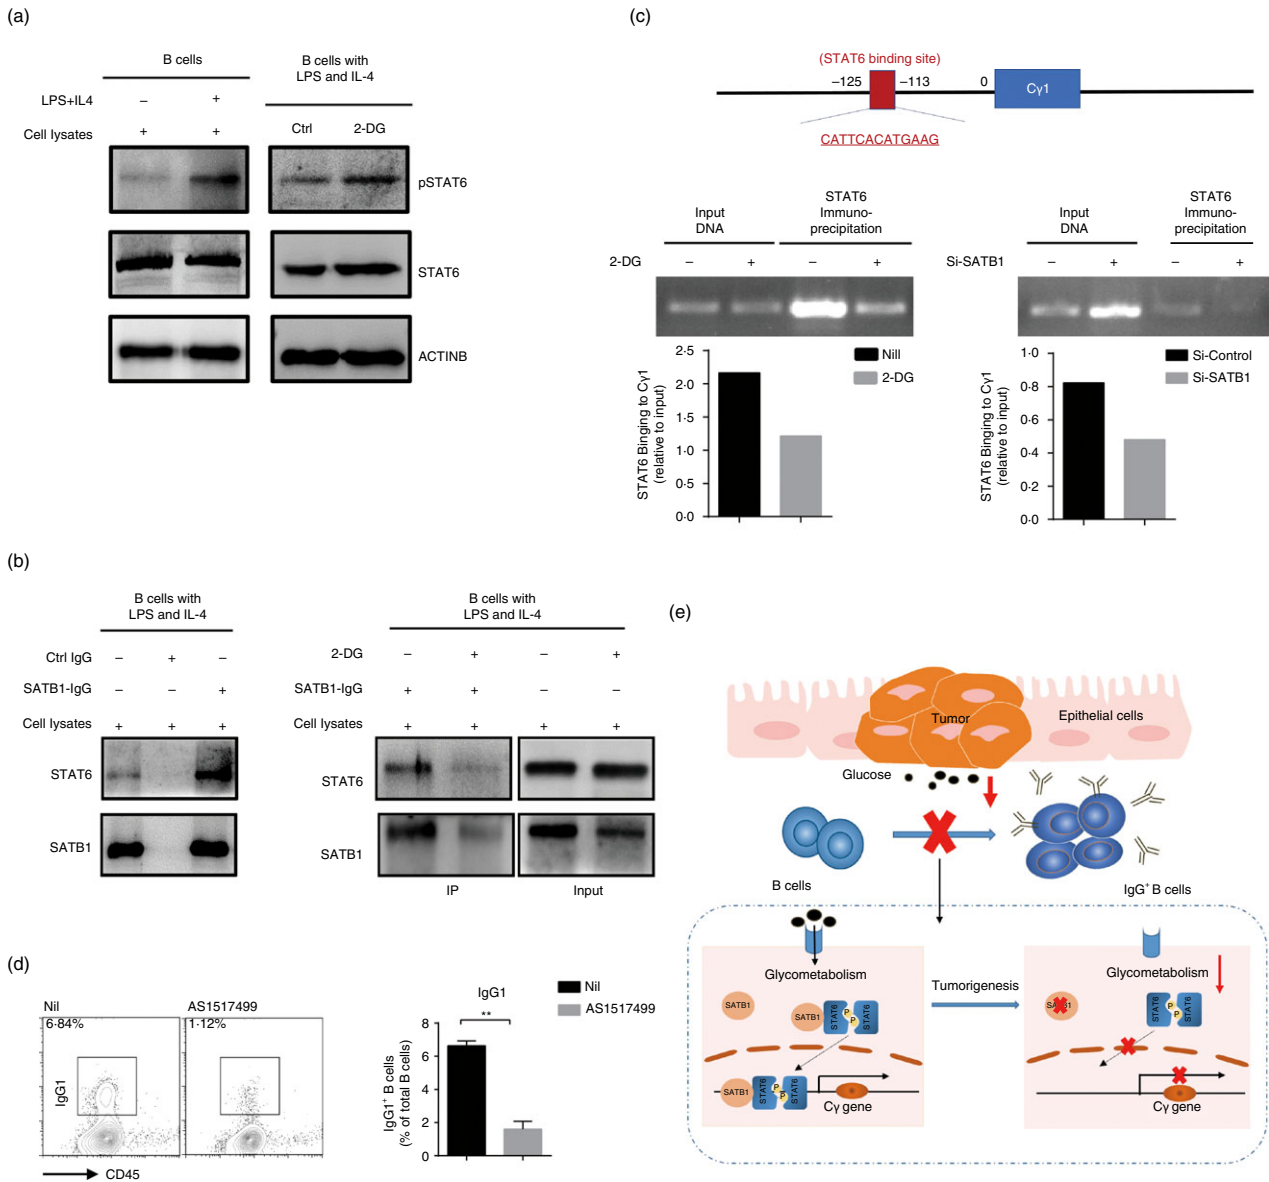 (a)
B cells
B cells with
LPS and IL-4
LPS+IL4 – +
Cell lysates + +
Ctrl 2-DG
pSTAT6
STAT6
ACTINB
(c)
(STAT6 binding site)
–125 –113 0 Cγ1
CATTCACATGAAG
Input
DNA
STAT6
Immuno-
precipitation
2-DG – + – +
Input
DNA
STAT6
Immuno-
precipitation
Si-SATB1 – + – +
STAT6 Binging to Cγ1
(relative to input)
2·5
2·0
1·5
1·0
0·5
0·0
Nill
2-DG
STAT6 Binging to Cγ1
(relative to input)
1·0
0·8
0·6
0·4
0·2
0·0
Si-Control
Si-SATB1
(b)
B cells with
LPS and IL-4
Ctrl IgG – + –
SATB1-IgG – – +
Cell lysates + + +
STAT6
SATB1
B cells with
LPS and IL-4
2-DG – + – +
SATB1-IgG + + – –
Cell lysates + + + +
STAT6
SATB1
IP Input
(d)
Nil
6·84%
AS1517499
1·12%
IgG1
CD45
IgG1
Nil
AS1517499
**
IgG1+ B cells
(% of total B cells)
8
6
4
2
0
(e)
Tumor
Epithelial cells
Glucose
B cells
IgG+ B cells
Glycometabolism
SATB1
SATB1
STAT6
P
P
STAT6
SATB1
STAT6
P
P
STAT6
Cγ gene
Tumorigenesis
Glycometabolism
SATB1
STAT6
P
P
STAT6
Cγ gene